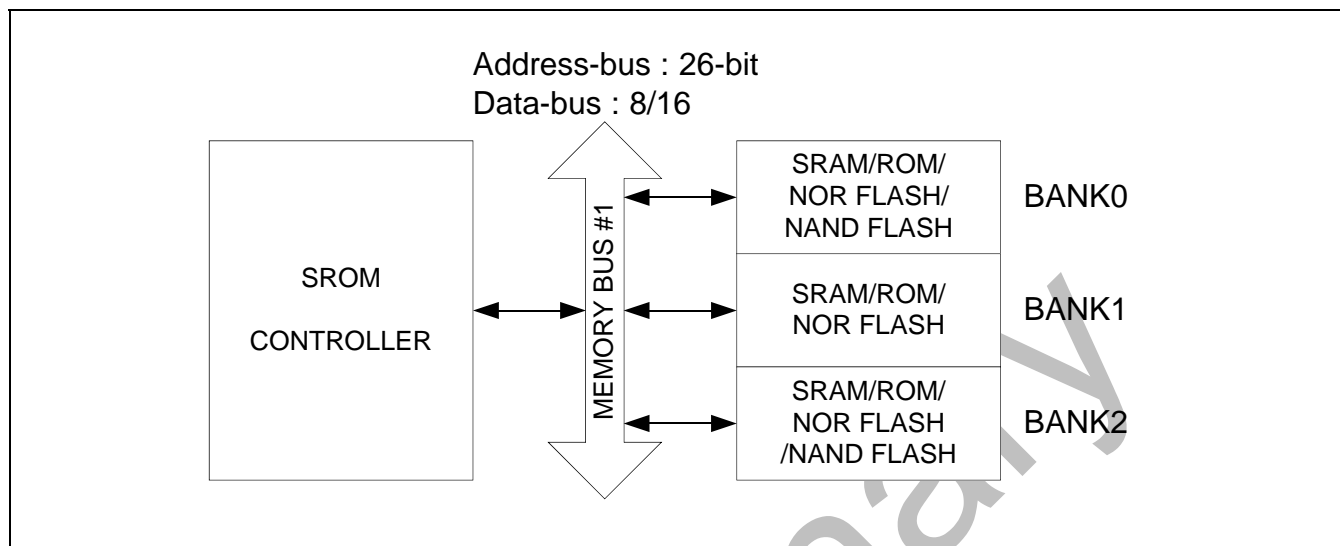 Address-bus : 26-bit
Data-bus : 8/16
SROM
CONTROLLER
MEMORY BUS #1
SRAM/ROM/
NOR FLASH/
NAND FLASH
BANK0
SRAM/ROM/
NOR FLASH
BANK1
SRAM/ROM/
NOR FLASH
/NAND FLASH
BANK2